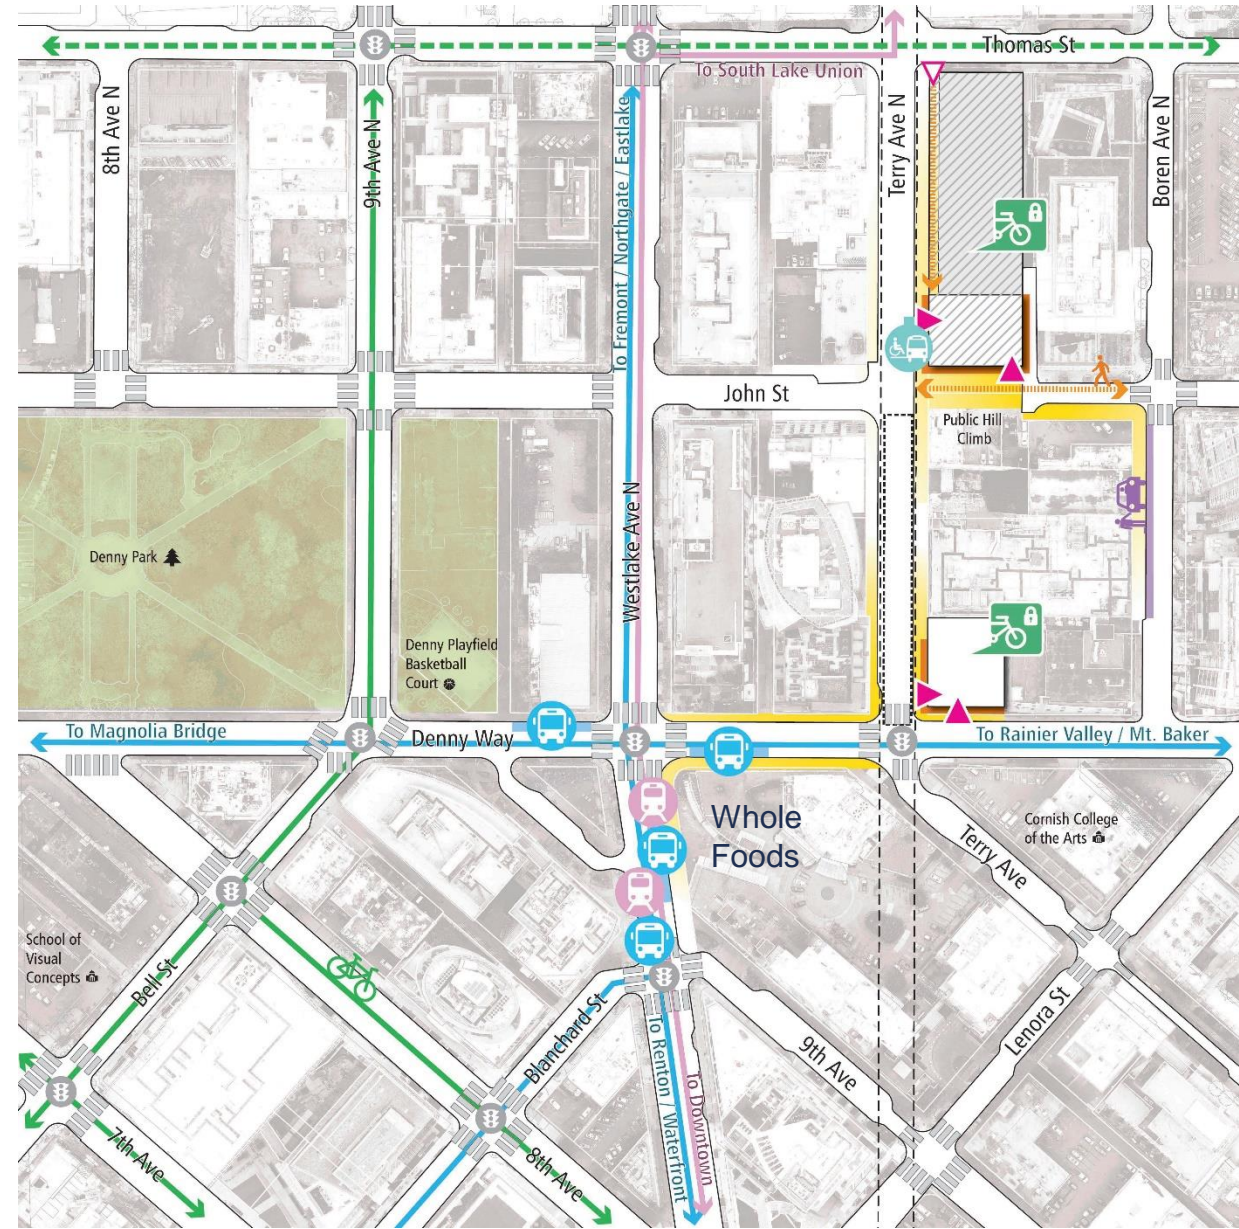 Thomas St
To South Lake Union
8th Ave N
9th Ave N
To Fremont / Northgate / Eastlake
Terry Ave N
Boren Ave N
John St
Public Hill
Climb
Westlake Ave N
Denny Park
Denny Playfield
Basketball
Court
To Magnolia Bridge
Denny Way
To Rainier Valley / Mt. Baker
Whole
Foods
Cornish College
of the Arts
Terry Ave
School of
Visual
Concepts
Bell St
Blanchard St
Lenora St
9th Ave
To Renton / Waterfront
To Downtown
7th Ave
8th Ave